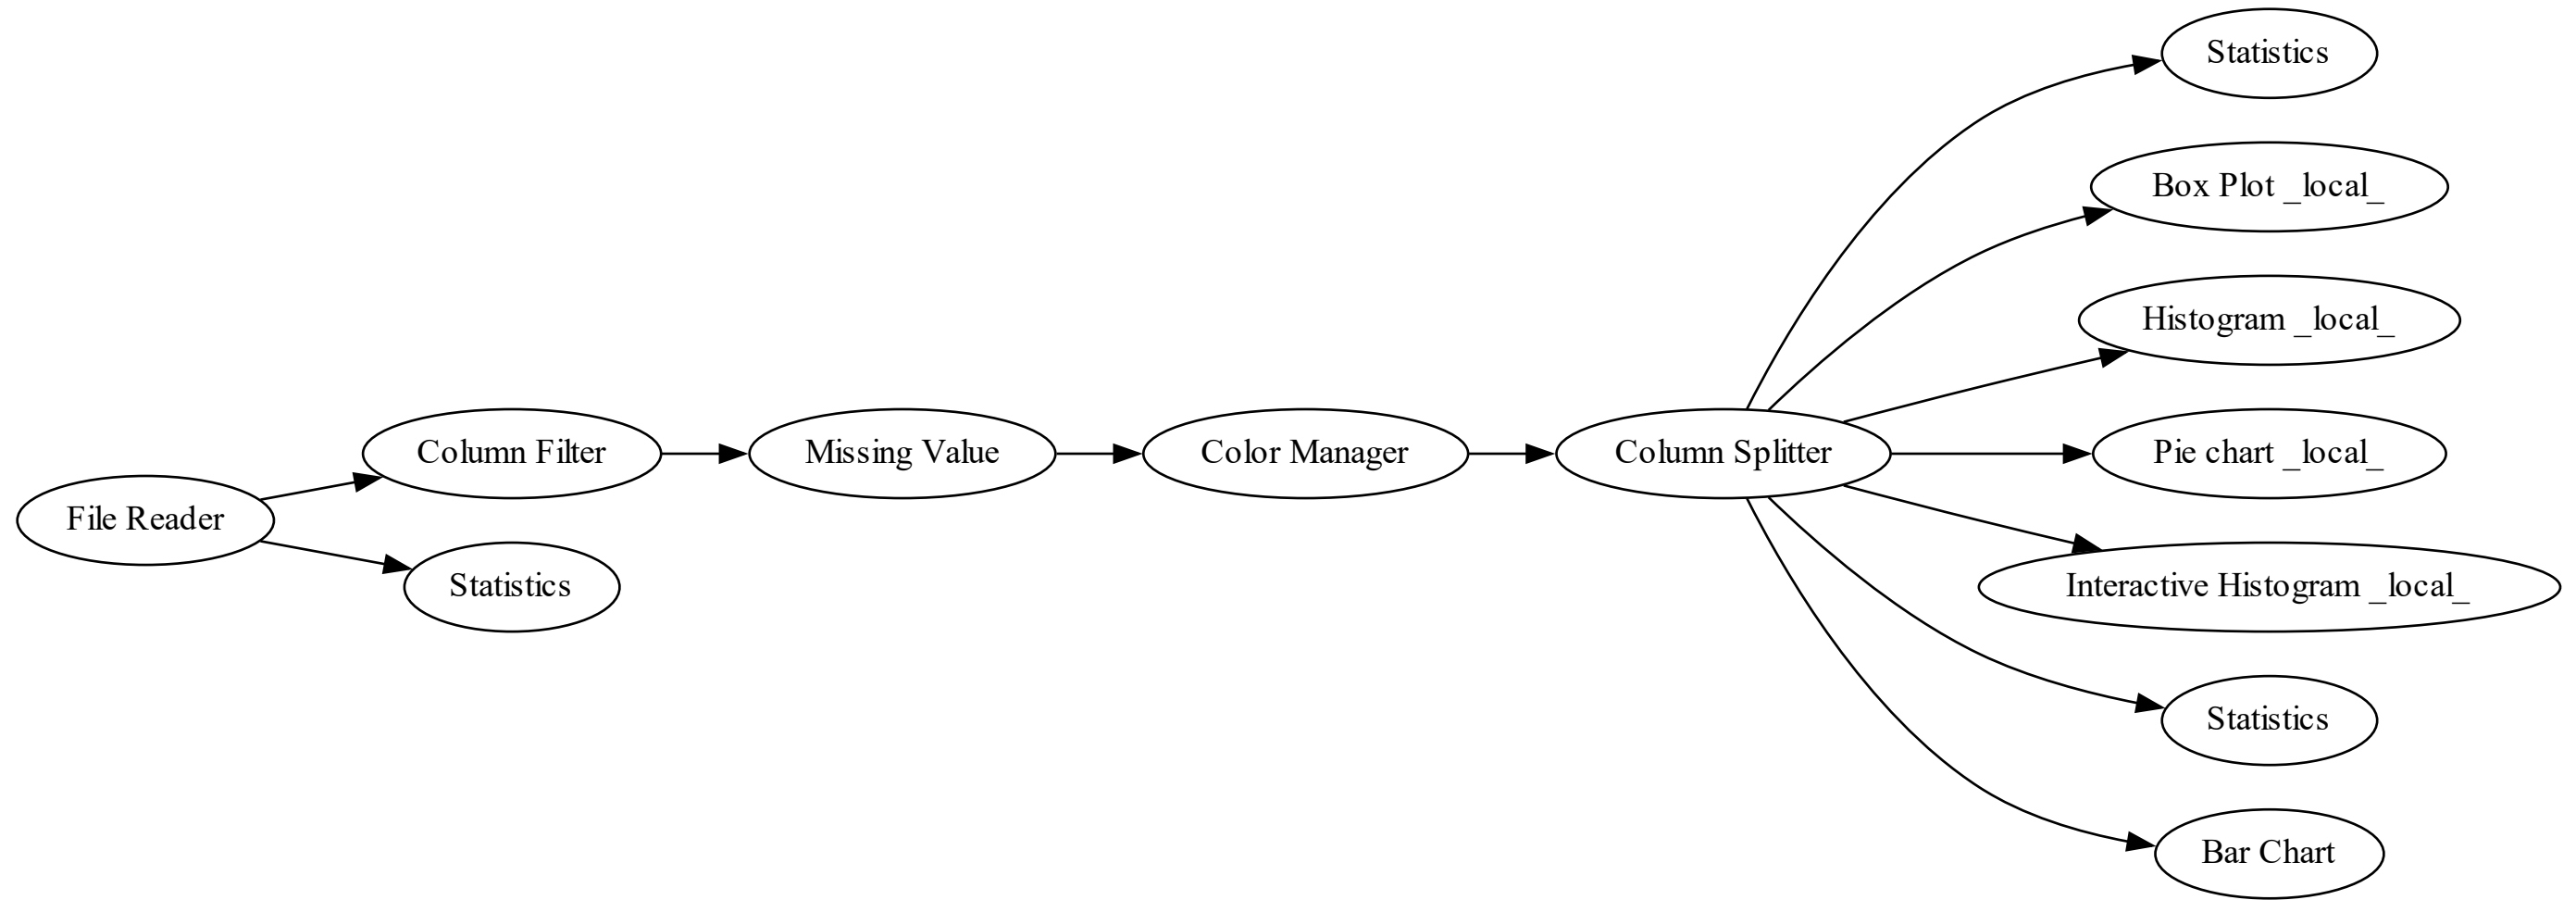 File Reader
Column Filter
Statistics
Missing Value
Color Manager
Column Splitter
Statistics
Box Plot _local_
Histogram _local_
Pie chart _local_
Interactive Histogram _local_
Statistics
Bar Chart